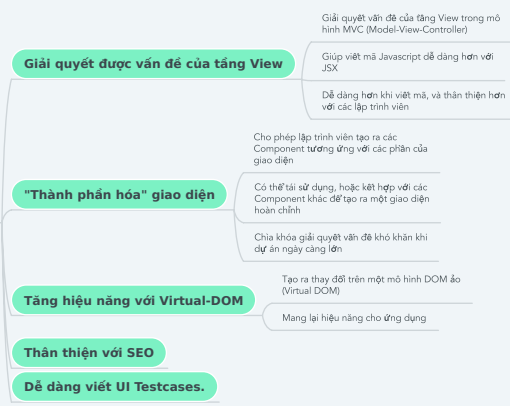 Giải quyết vấn đề của tầng View trong mô
hình MVC (Model-View-Controller)
Giải quyết được vấn đề của tầng View
Giúp viết mã Javascript dễ dàng hơn với
JSX
Dễ dàng hơn khi viết mã, và thân thiện hơn
với các lập trình viên
Cho phép lập trình viên tạo ra các
Component tương ứng với các phần của
giao diện
"Thành phần hóa" giao diện
Có thể tái sử dụng, hoặc kết hợp với các
Component khác để tạo ra một giao diện
hoàn chỉnh
Chìa khóa giải quyết vấn đề khó khăn khi
dự án ngày càng lớn
Tăng hiệu năng với Virtual-DOM
Tạo ra thay đổi trên một mô hình DOM ảo
(Virtual DOM)
Mang lại hiệu năng cho ứng dụng
Thân thiện với SEO
Dễ dàng viết UI Testcases.